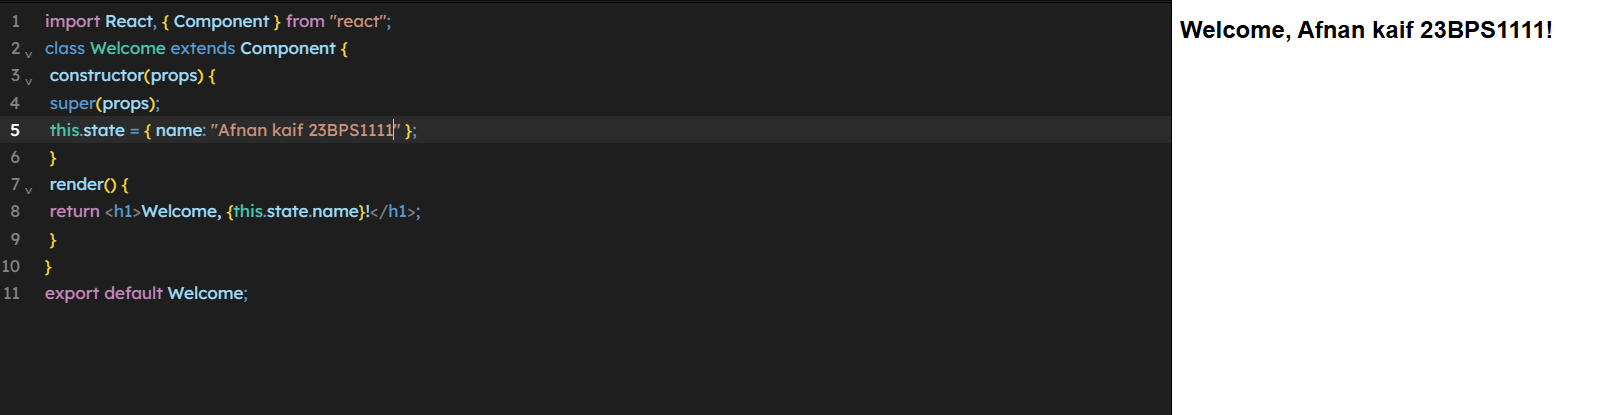 1 import React, { Component } from "react";
2 class Welcome extends Component {
3 constructor(props) {
4 super(props);
5 this.state = { name: "Afnan kaif 23BPS1111" };
6 }
7 render() {
8 return <h1>Welcome, {this.state.name}!</h1>;
9 }
10 }
11 export default Welcome;
Welcome, Afnan kaif 23BPS1111!